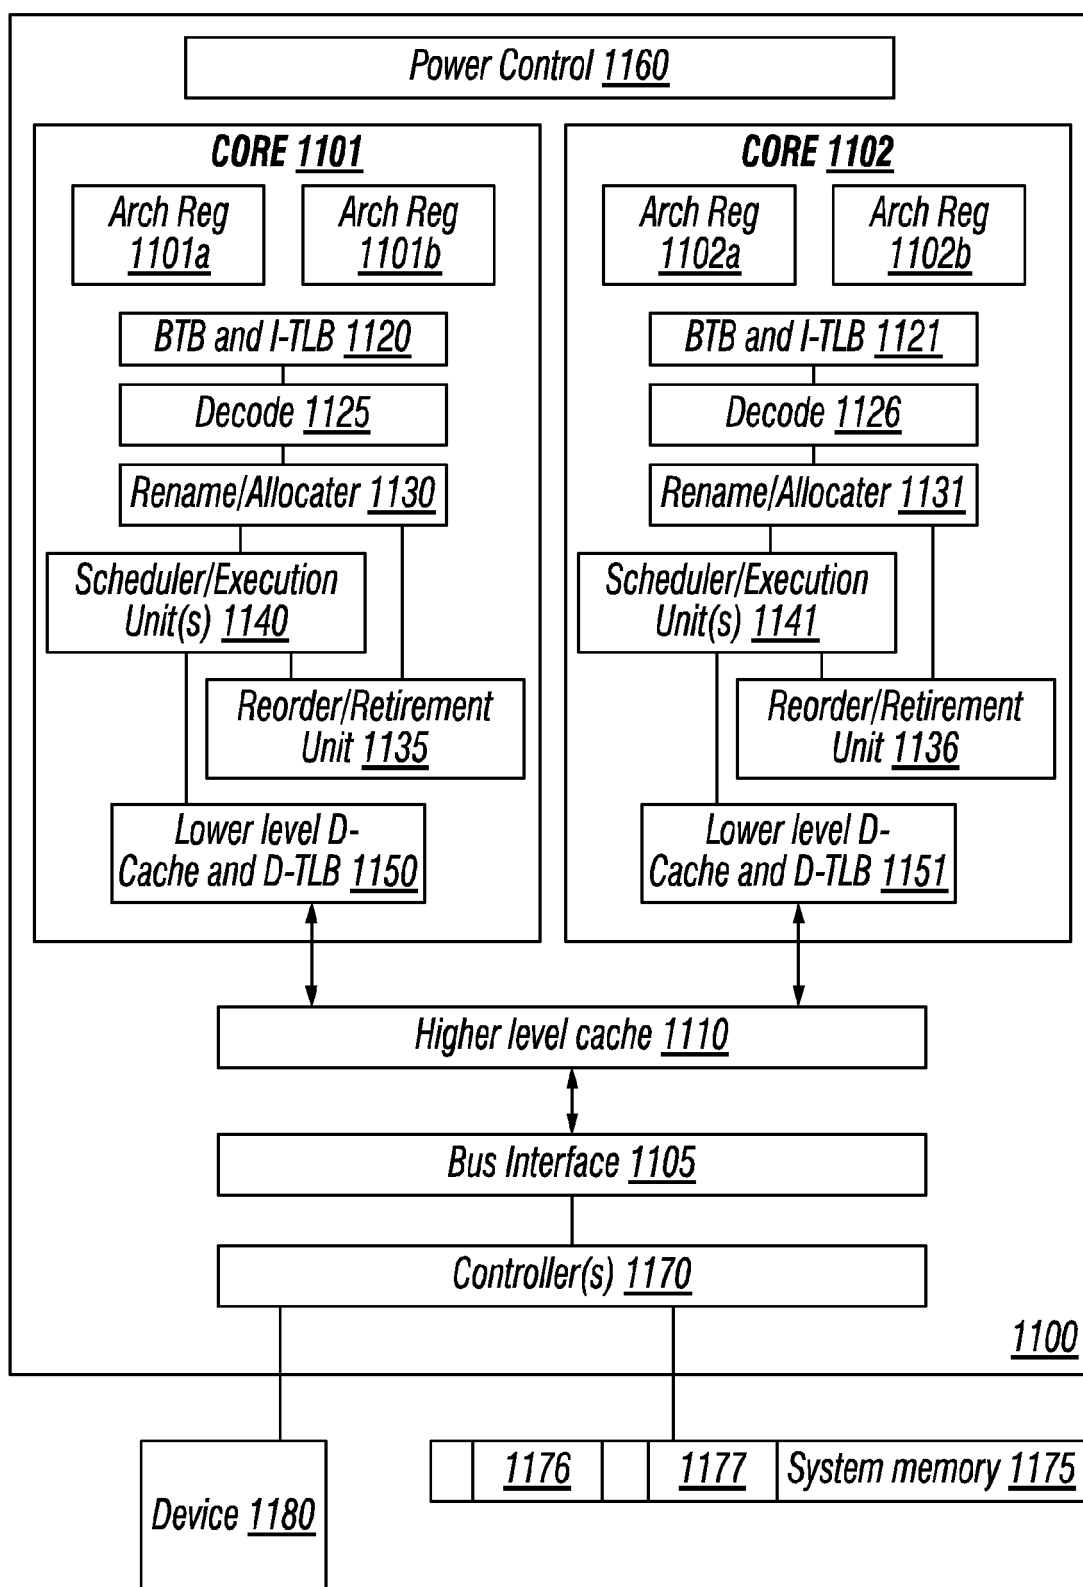 Power Control 1160
CORE 1101
Arch Reg
1101a
Arch Reg
1101b
BTB and I-TLB 1120
Decode 1125
Rename/Allocater 1130
Scheduler/Execution
Unit(s) 1140
Reorder/Retirement
Unit 1135
Lower level D-
Cache and D-TLB 1150
CORE 1102
Arch Reg
1102a
Arch Reg
1102b
BTB and I-TLB 1121
Decode 1126
Rename/Allocater 1131
Scheduler/Execution
Unit(s) 1141
Reorder/Retirement
Unit 1136
Lower level D-
Cache and D-TLB 1151
Higher level cache 1110
Bus Interface 1105
Controller(s) 1170
1100
Device 1180
1176
1177
System memory 1175